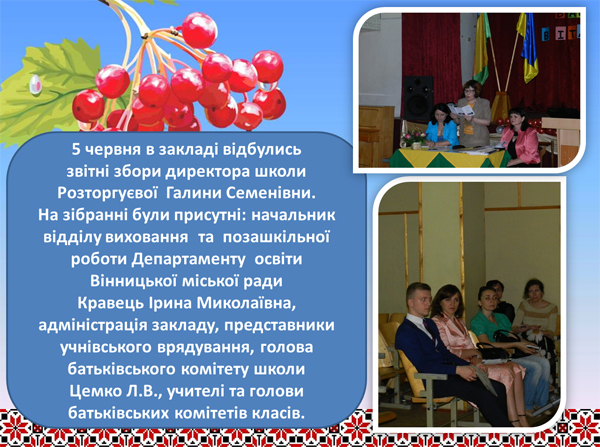 5 червня в закладі відбулись
звітні збори директора школи
Розторгуєвої Галини Семенівни.
На зібранні були присутні: начальник
відділу виховання та позашкільної
роботи Департаменту освіти
Вінницької міської ради
Кравець Ірина Миколаївна,
адміністрація закладу, представники
учнівського врядування, голова
батьківського комітету школи
Цемко Л.В., учителі та голови
батьківських комітетів класів.